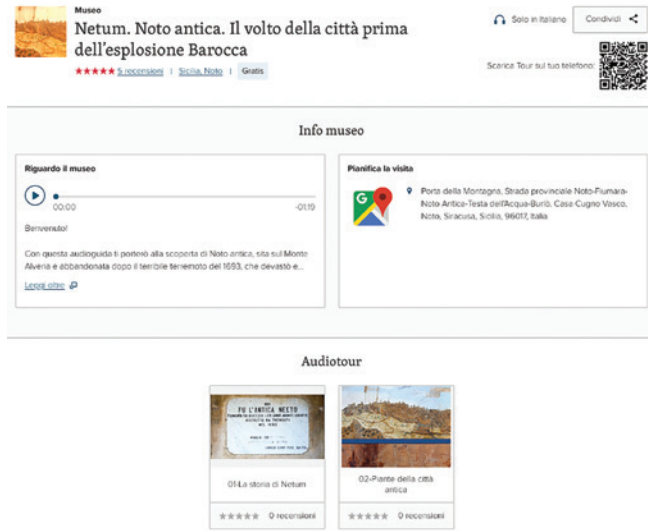 Museo
Netum. Noto antica. Il volto della città prima
dell'esplosione Barocca
5 recensioni | Sicilia, Noto | Gratis
Solo in Italiano
Condividi
Scarica Tour sul tuo telefono:
Info museo
Riguardo il museo
00:00
-01:19
Benvenuto!
Con questa audioguida ti porterò alla scoperta di Noto antica, sita sul Monte
Alveria e abbandonata dopo il terribile terremoto del 1693, che devastò e...
Leggi oltre
Pianifica la visita
G
Porta della Montagna, Strada provinciale Noto-Fiumara-
Noto Antica-Testa dell'Acqua-Burlò, Casa Cugno Vasco,
Noto, Siracusa, Sicilia, 96017, Italia
Audiotour
FU L'ANTICA NEETO
DEL 1693
01-La storia di Netum
0 recensioni
02-Piante della città
antica
0 recensioni